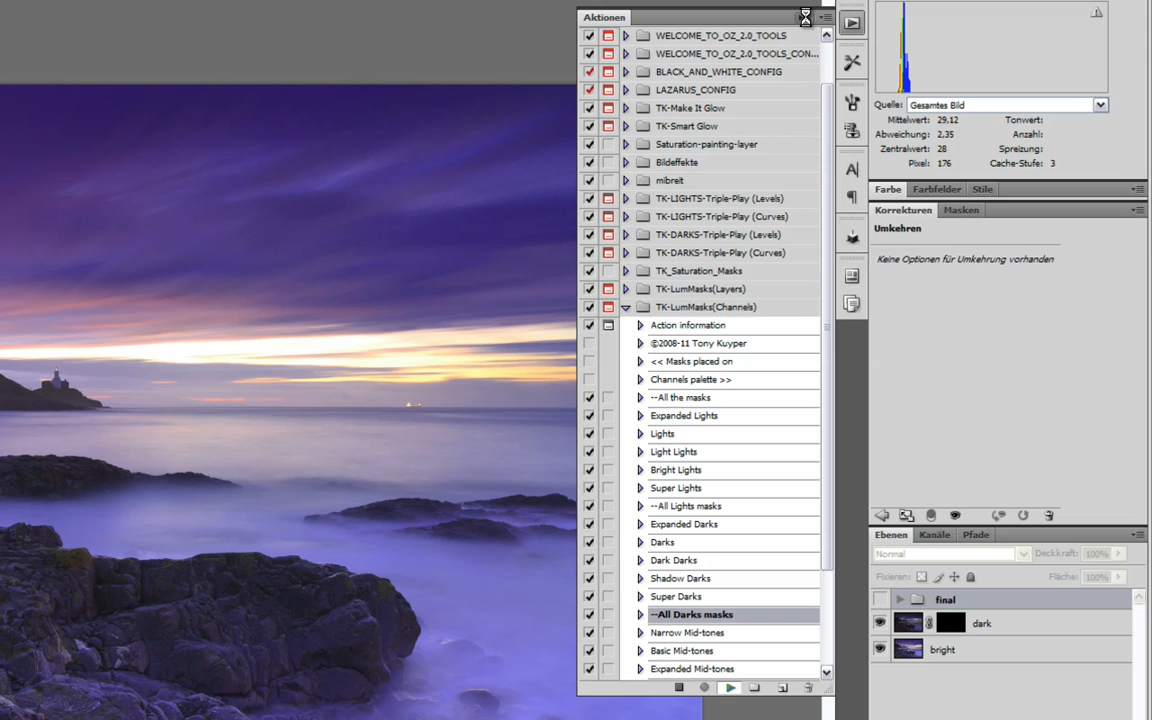 Aktionen
WELCOME_TO_OZ_2.0_TOOLS
WELCOME_TO_OZ_2.0_TOOLS_CON...
BLACK_AND_WHITE_CONFIG
LAZARUS_CONFIG
TK-Make It Glow
TK-Smart Glow
Saturation-painting-layer
Bildeffekte
mibreit
TK-LIGHTS-Triple-Play (Levels)
TK-LIGHTS-Triple-Play (Curves)
TK-DARKS-Triple-Play (Levels)
TK-DARKS-Triple-Play (Curves)
TK_Saturation_Masks
TK-LumMasks(Layers)
TK-LumMasks(Channels)
Action information
©2008-11 Tony Kuyper
<< Masks placed on
Channels palette >>
--All the masks
Expanded Lights
Lights
Light Lights
Bright Lights
Super Lights
--All Lights masks
Expanded Darks
Darks
Dark Darks
Shadow Darks
Super Darks
--All Darks masks
Narrow Mid-tones
Basic Mid-tones
Expanded Mid-tones
Quelle: Gesamtes Bild
Mittelwert: 29,12 Tonwert:
Abweichung: 2,35 Anzahl:
Zentralwert: 28 Spreizung:
Pixel: 176 Cache-Stufe: 3
Farbe Farbfelder Stile
Korrekturen Masken
Umkehren
Keine Optionen für Umkehrung vorhanden
Ebenen Kanäle Pfade
Normal Deckkraft: 100%
Fixieren: Fläche: 100%
final
dark
bright